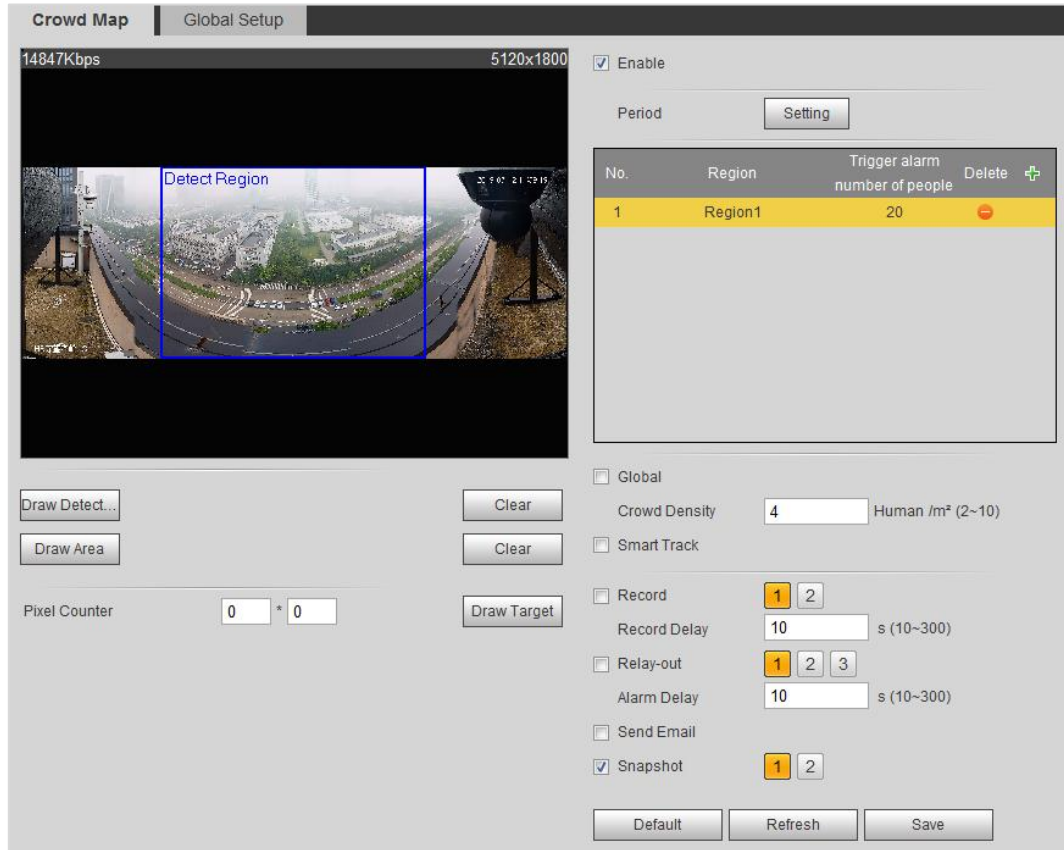 Crowd Map
Global Setup
14847Kbps
5120x1800
Detect Region
Draw Detect...
Clear
Draw Area
Clear
Pixel Counter
0 * 0
Draw Target
Enable
Period
Setting
No.
Region
Trigger alarm
number of people
Delete
1
Region1
20
Global
Crowd Density
4
Human /m² (2~10)
Smart Track
Record
1 2
Record Delay
10
s (10~300)
Relay-out
1 2 3
Alarm Delay
10
s (10~300)
Send Email
Snapshot
1 2
Default
Refresh
Save